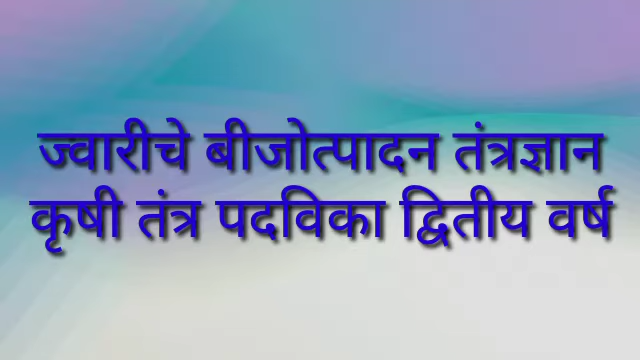 ज्वारीचे बीजोत्पादन तंत्रज्ञान
कृषी तंत्र पदविका द्वितीय वर्ष